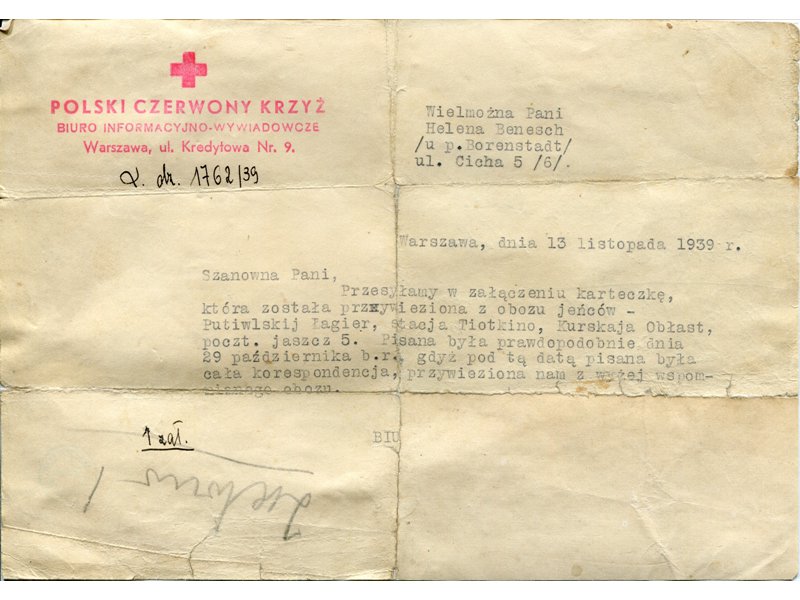 POLSKI CZERWONY KRZYŻ
BIURO INFORMACYJNO-WYWIADOWCZE
Warszawa, ul. Kredytowa Nr. 9.
L. dz. 1762/39
Wielmożna Pani
Helena Benesch
/u p.Borenstadt/
ul. Cicha 5 /6/.
Warszawa, dnia 13 listopada 1939 r.
Szanowna Pani,
Przesyłamy w załączeniu karteczkę,
która została przywieziona z obozu jeńców -
Putiwlskij Łagier, stacja Tiotkino, Kurskaja Obłast,
poczt. jaszcz 5. Pisana była prawdopodobnie dnia
29 października b.r. gdyż pod tą datą pisana była
cała korespondencja, przywieziona nam z wyżej wspom-
nianego obozu.
1 zał.
BIU